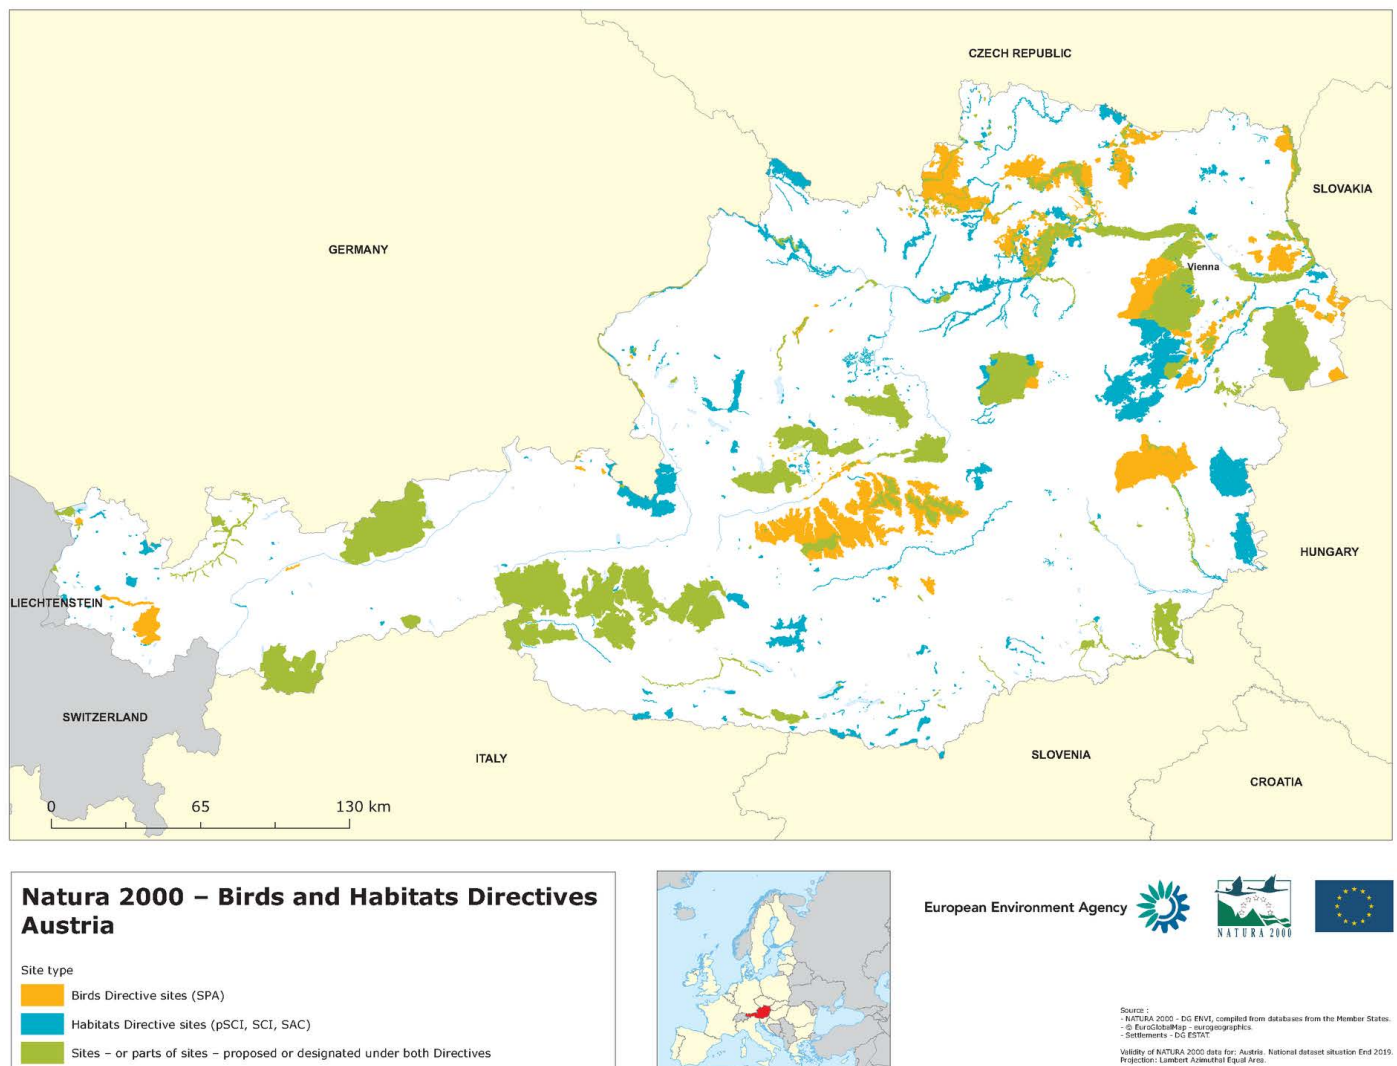 CZECH REPUBLIC
SLOVAKIA
GERMANY
Vienna
HUNGARY
LIECHTENSTEIN
SWITZERLAND
ITALY
SLOVENIA
CROATIA
0 65 130 km
Natura 2000 – Birds and Habitats Directives
Austria
Site type
Birds Directive sites (SPA)
Habitats Directive sites (pSCI, SCI, SAC)
Sites – or parts of sites – proposed or designated under both Directives
European Environment Agency
NATURA 2000
Source :
- NATURA 2000 - DG ENVI, compiled from databases from the Member States.
- © EuroGlobalMap - eurogeographics.
- Settlements - DG ESTAT.
Validity of NATURA 2000 data for: Austria. National dataset situation End 2019.
Projection: Lambert Azimuthal Equal Area.